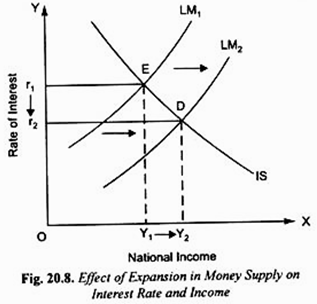 Y
LM₁
LM₂
E
r₁
D
r₂
Rate of Interest
IS
O
Y₁
Y₂
X
National Income
Fig. 20.8. Effect of Expansion in Money Supply on
Interest Rate and Income